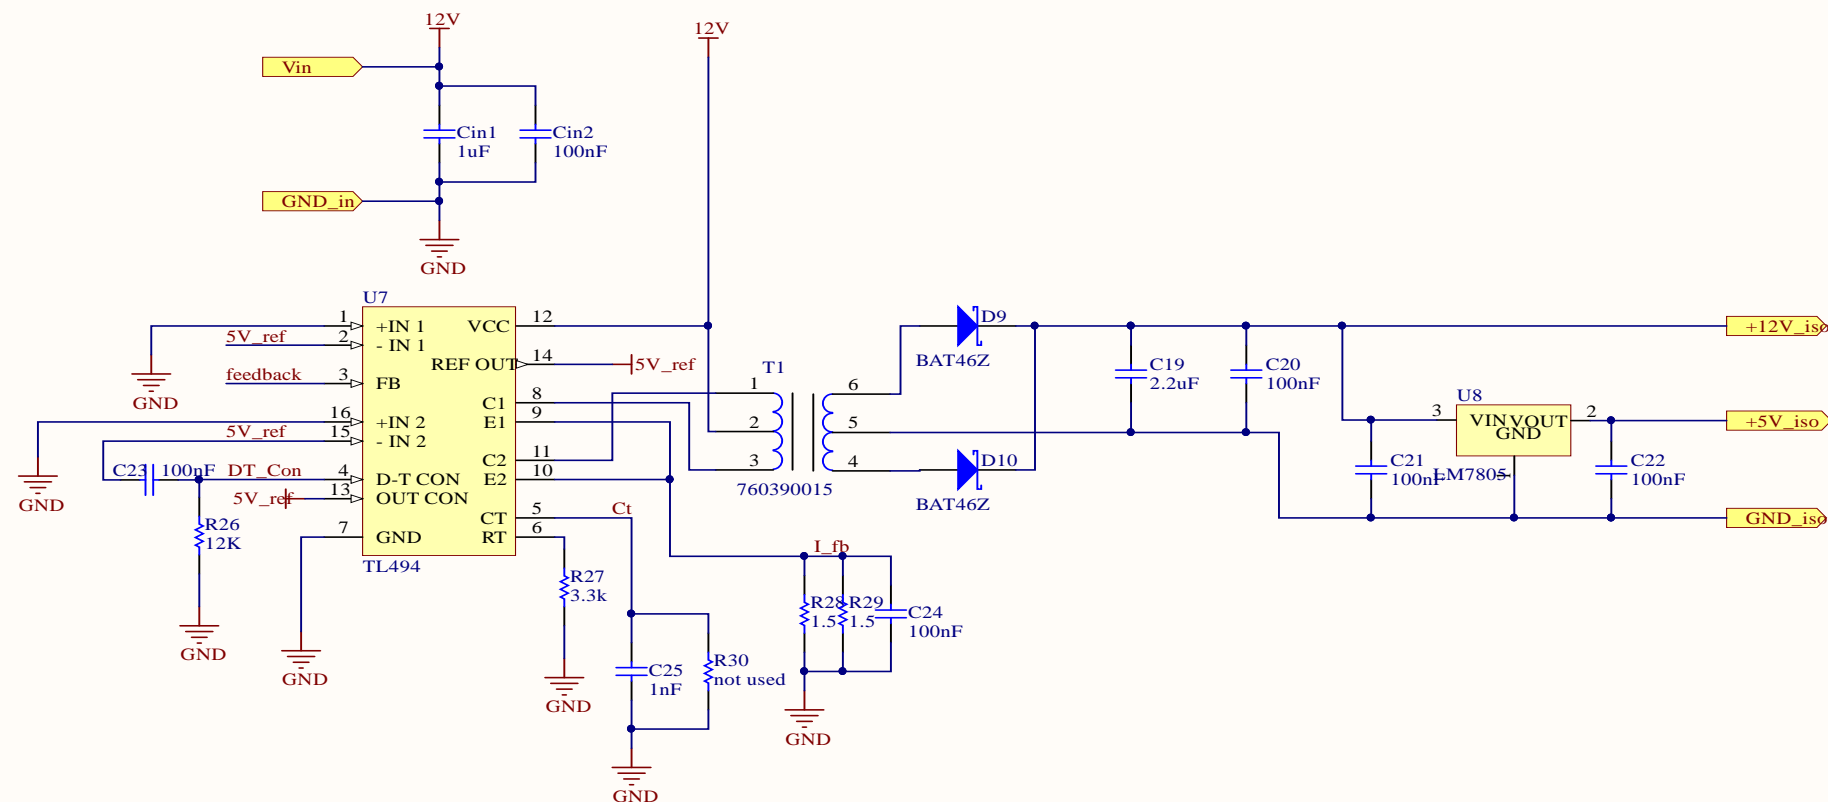 12V
12V
Vin
Cin1
1uF
Cin2
100nF
GND_in
GND
U7
1
+IN 1
VCC
12
5V_ref
2
- IN 1
REF OUT
14
5V_ref
feedback
3
FB
C1
8
GND
E1
9
16
+IN 2
5V_ref
15
- IN 2
C2
11
C23
100nF
DT_Con
4
D-T CON
E2
10
5V_ref
13
OUT CON
GND
CT
5
Ct
R26
12K
7
GND
RT
6
TL494
GND
GND
R27
3.3k
GND
C25
1nF
R30
not used
GND
I_fb
R28
1.5
R29
1.5
C24
100nF
GND
T1
1
2
3
6
5
4
760390015
D9
BAT46Z
D10
BAT46Z
C19
2.2uF
C20
100nF
+12V_iso
U8
3
VIN
VOUT
GND
2
1
LM7805
+5V_iso
C21
100nF
C22
100nF
GND_iso